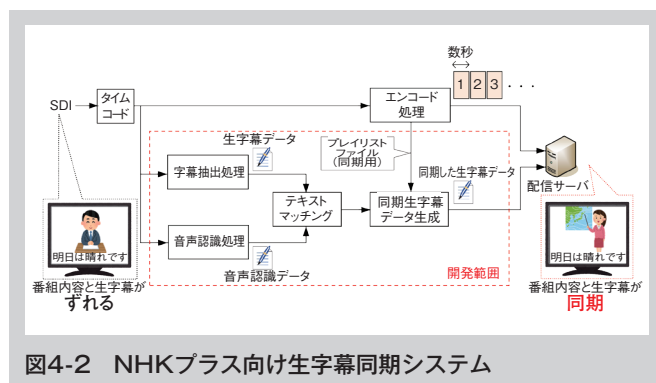 数秒
1 2 3 ...
SDI
タイム
コード
エンコード
処理
生字幕データ
プレイリスト
ファイル
(同期用)
同期した生字幕データ
配信サーバ
字幕抽出処理
テキスト
マッチング
同期生字幕
データ生成
音声認識処理
音声認識データ
開発範囲
明日は晴れです
番組内容と生字幕が
ずれる
明日は晴れです
番組内容と生字幕が
同期
図4-2 NHKプラス向け生字幕同期システム